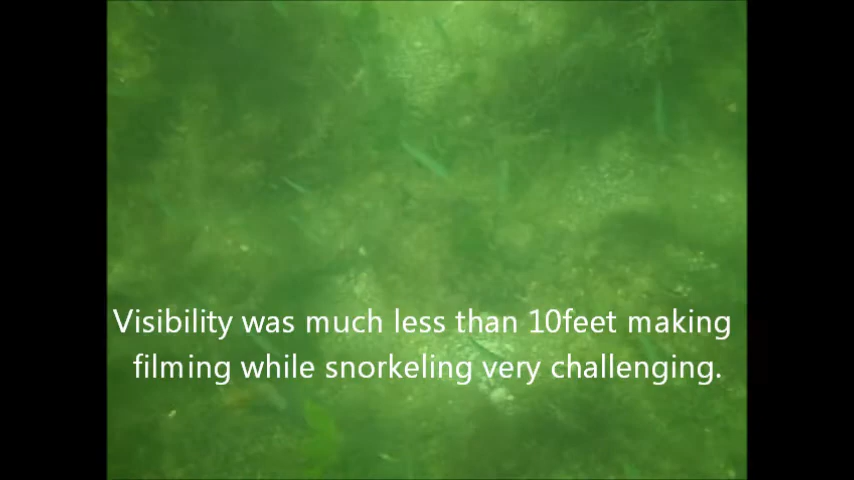 Visibility was much less than 10feet making
filming while snorkeling very challenging.